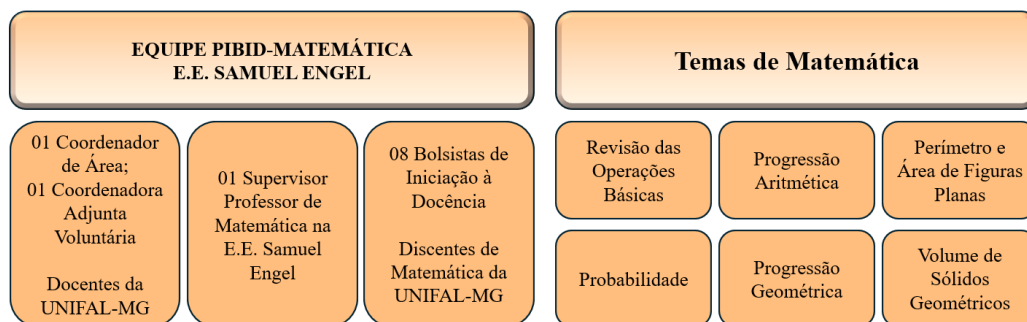 EQUIPE PIBID-MATEMÁTICA
E.E. SAMUEL ENGEL
01 Coordenador
de Área;
01 Coordenadora
Adjunta
Voluntária
Docentes da
UNIFAL-MG
01 Supervisor
Professor de
Matemática na
E.E. Samuel
Engel
08 Bolsistas de
Iniciação à
Docência
Discentes de
Matemática da
UNIFAL-MG
Temas de Matemática
Revisão das
Operações
Básicas
Progressão
Aritmética
Perímetro e
Área de Figuras
Planas
Probabilidade
Progressão
Geométrica
Volume de
Sólidos
Geométricos